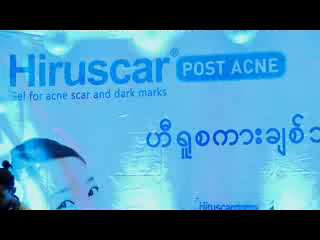 Hiruscar® POST ACNE
Gel for acne scar and dark marks
ဟီရူစကားချစ်
Hiruscar